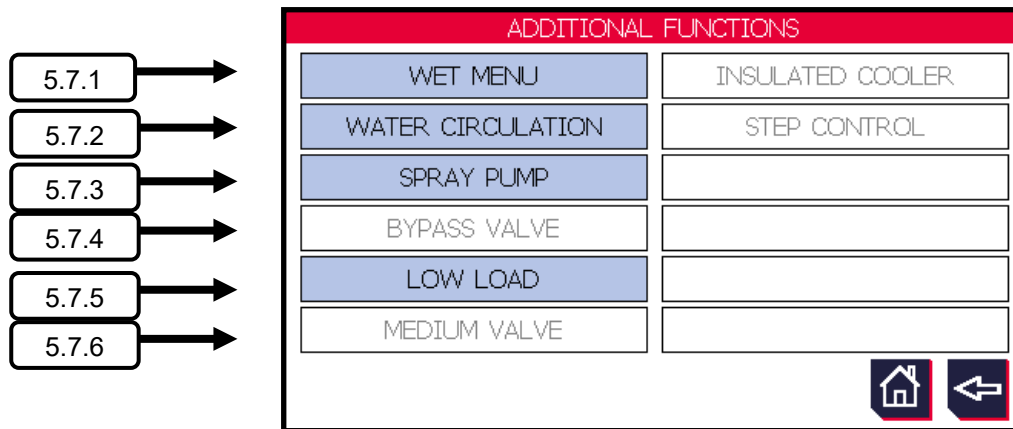 ADDITIONAL FUNCTIONS
5.7.1 WET MENU INSULATED COOLER
5.7.2 WATER CIRCULATION STEP CONTROL
5.7.3 SPRAY PUMP
5.7.4 BYPASS VALVE
5.7.5 LOW LOAD
5.7.6 MEDIUM VALVE